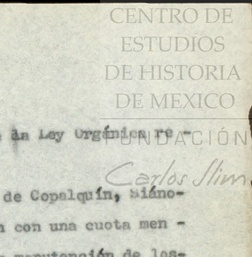 CENTRO DE
ESTUDIOS
DE HISTORIA
DE MEXICO
FUNDACIÓN
Carlos Slim
la Ley Orgánica re -
de Copalquín, Siáno-
con una cuota men -
manutención de los-